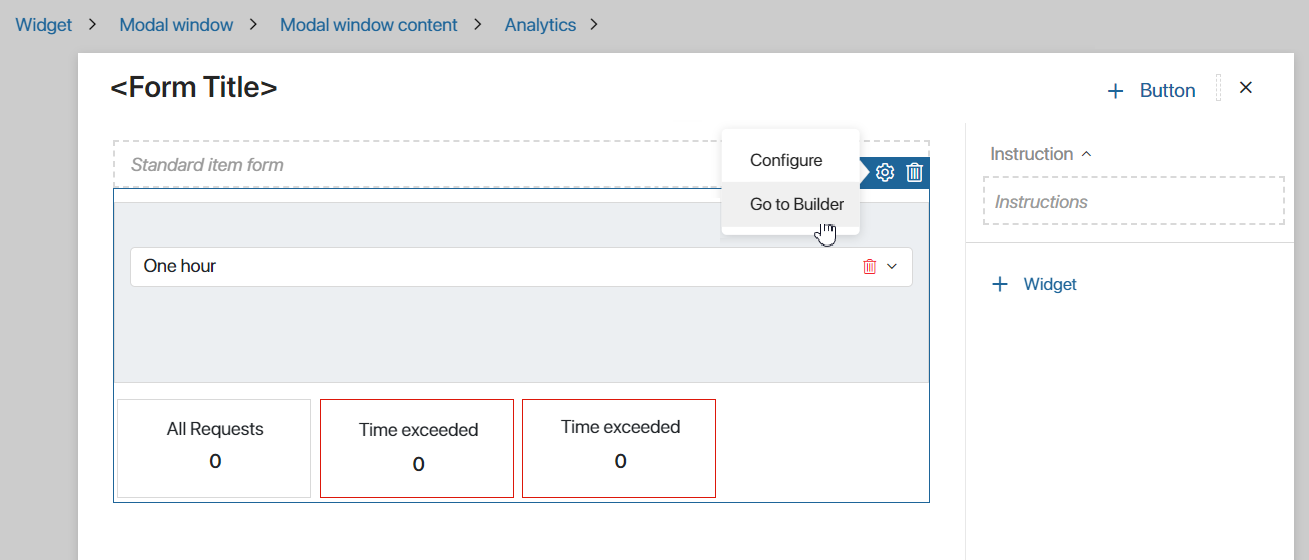 Widget > Modal window > Modal window content > Analytics >
<Form Title>
+ Button
Standard item form
Configure
Go to Builder
One hour
All Requests
0
Time exceeded
0
Time exceeded
0
Instruction
Instructions
+ Widget